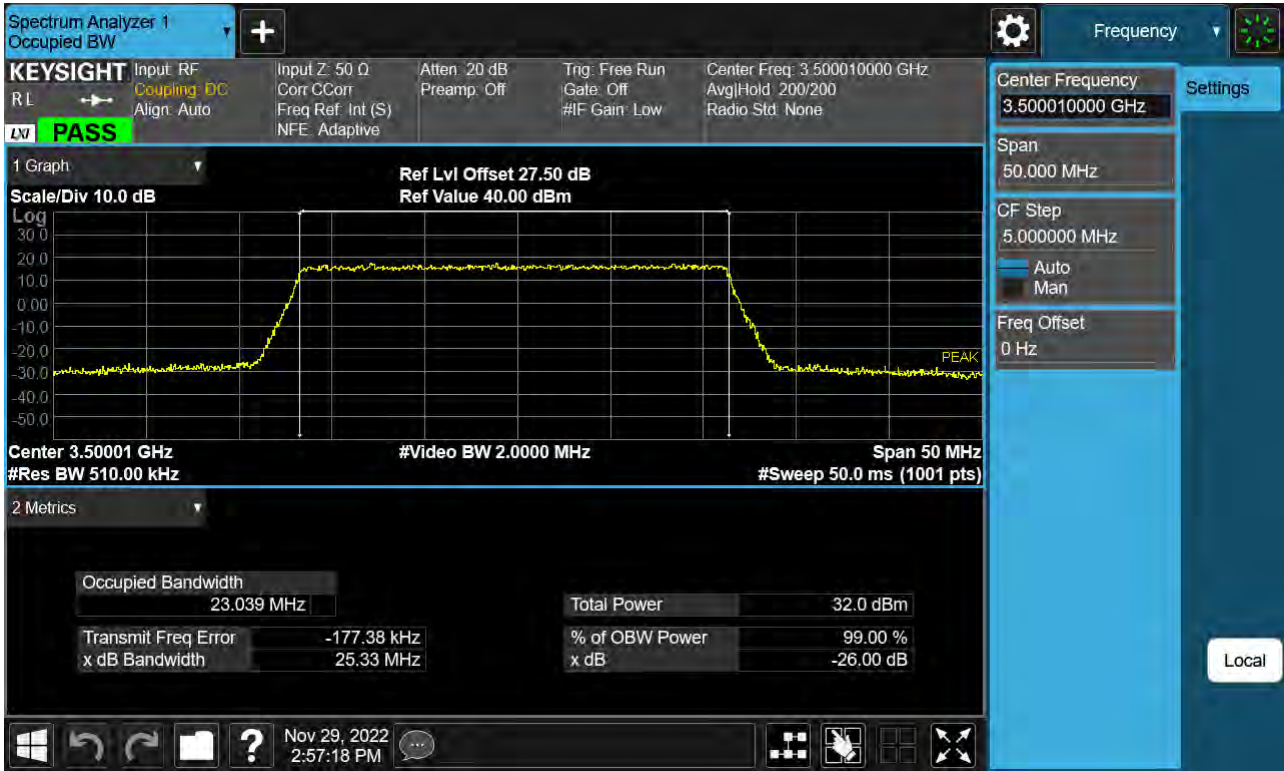 Spectrum Analyzer 1
Occupied BW
+
Frequency
KEYSIGHT
RL
LXI
PASS
Input: RF
Coupling: DC
Align: Auto
Input Z: 50 Ω
Corr CCorr
Freq Ref: Int (S)
NFE: Adaptive
Atten: 20 dB
Preamp: Off
Trig: Free Run
Gate: Off
#IF Gain: Low
Center Freq: 3.500010000 GHz
Avg|Hold: 200/200
Radio Std: None
Center Frequency
3.500010000 GHz
Settings
Span
50.000 MHz
CF Step
5.000000 MHz
Auto
Man
Freq Offset
0 Hz
Local
1 Graph
Scale/Div 10.0 dB
Ref Lvl Offset 27.50 dB
Ref Value 40.00 dBm
Log
30.0
20.0
10.0
0.00
-10.0
-20.0
-30.0
-40.0
-50.0
PEAK
Center 3.50001 GHz
#Video BW 2.0000 MHz
Span 50 MHz
#Res BW 510.00 kHz
#Sweep 50.0 ms (1001 pts)
2 Metrics
Occupied Bandwidth
23.039 MHz
Total Power 32.0 dBm
Transmit Freq Error -177.38 kHz
% of OBW Power 99.00 %
x dB Bandwidth 25.33 MHz
x dB -26.00 dB
?
Nov 29, 2022
2:57:18 PM